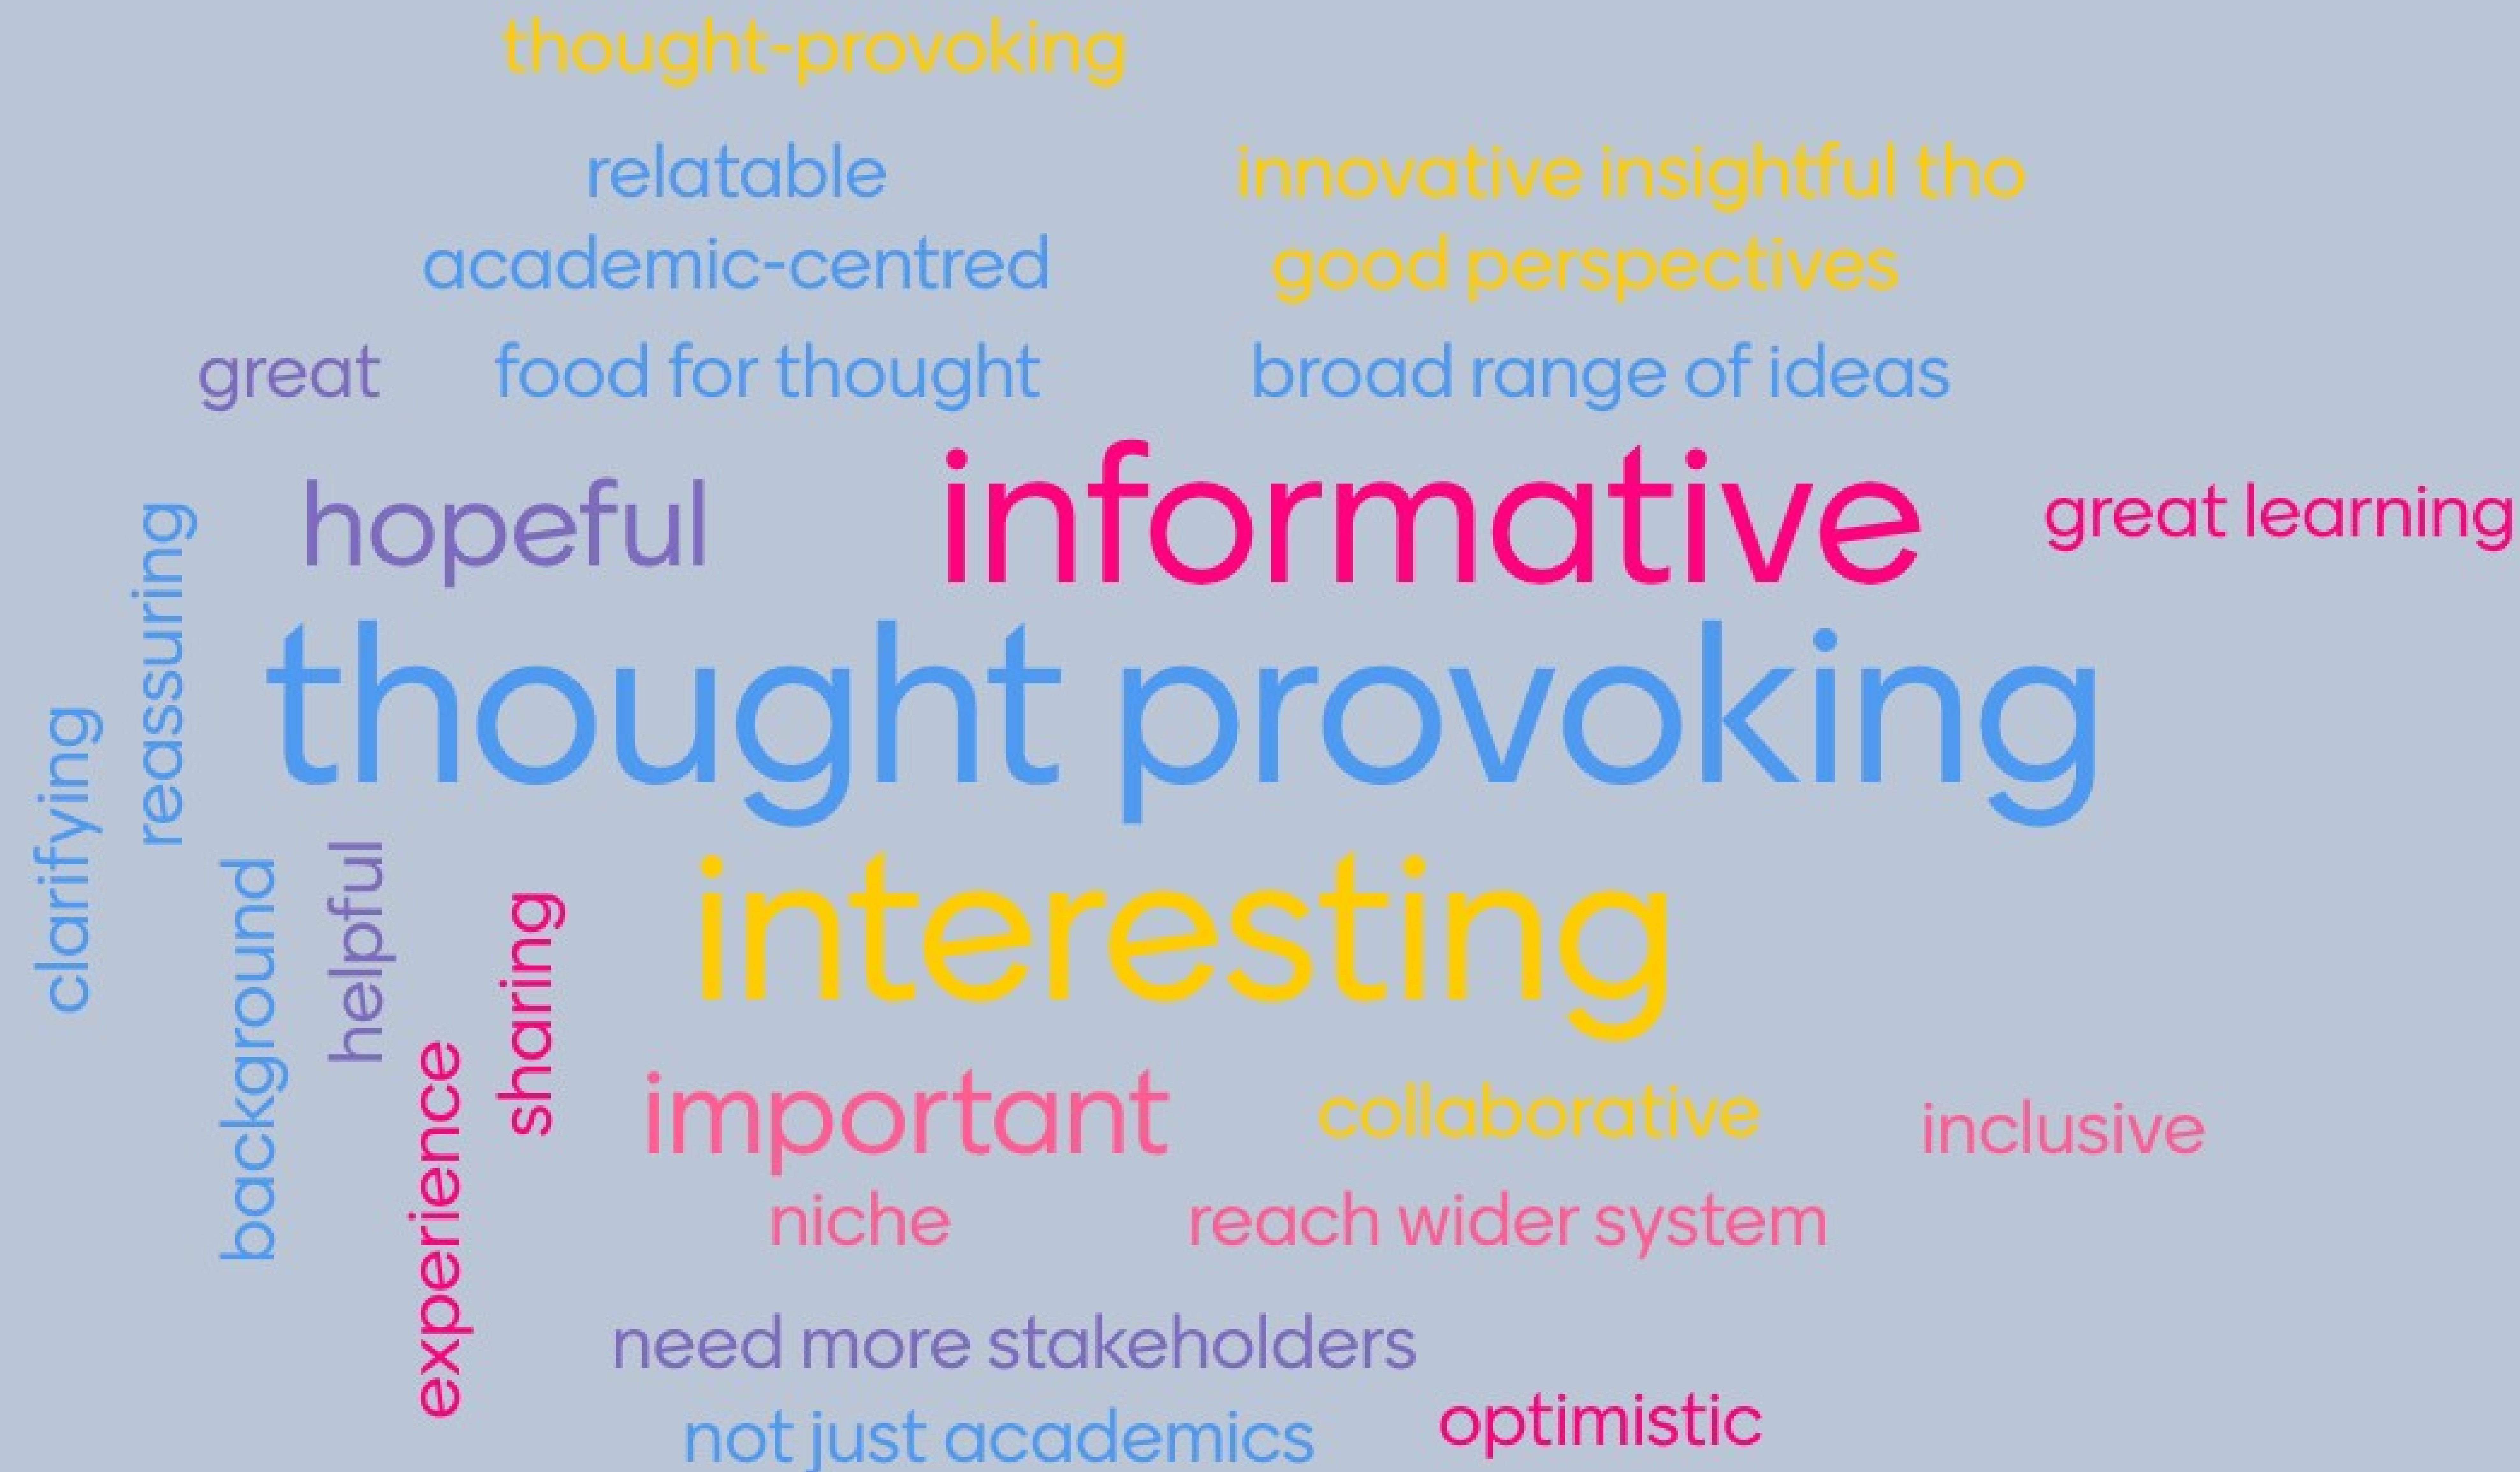 thought-provoking
relatable
innovative insightful tho
academic-centred
good perspectives
great
food for thought
broad range of ideas
hopeful
informative
great learning
reassuring
thought provoking
clarifying
interesting
background
helpful
sharing
experience
important
collaborative
inclusive
niche
reach wider system
need more stakeholders
not just academics
optimistic